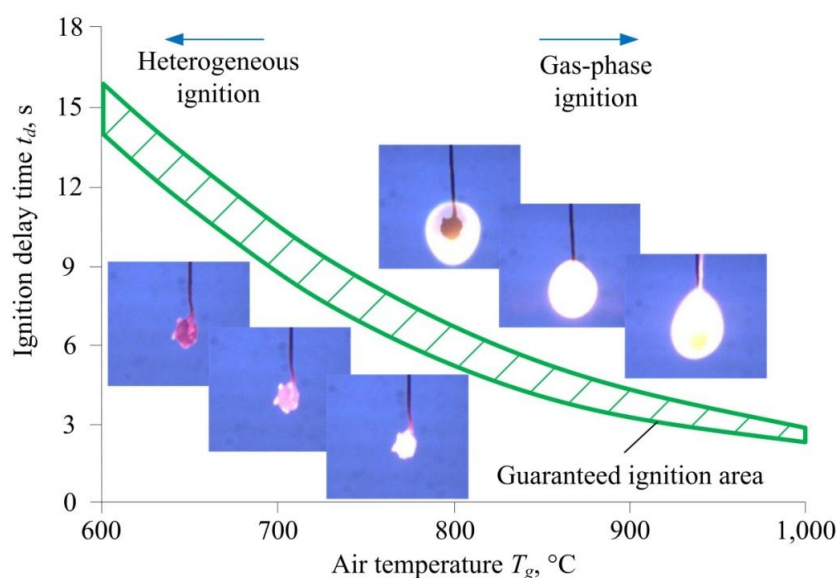 18
15
12
9
6
3
0
Ignition delay time t_d, s
Heterogeneous
ignition
Gas-phase
ignition
Guaranteed ignition area
600
700
800
900
1,000
Air temperature T_g, °C